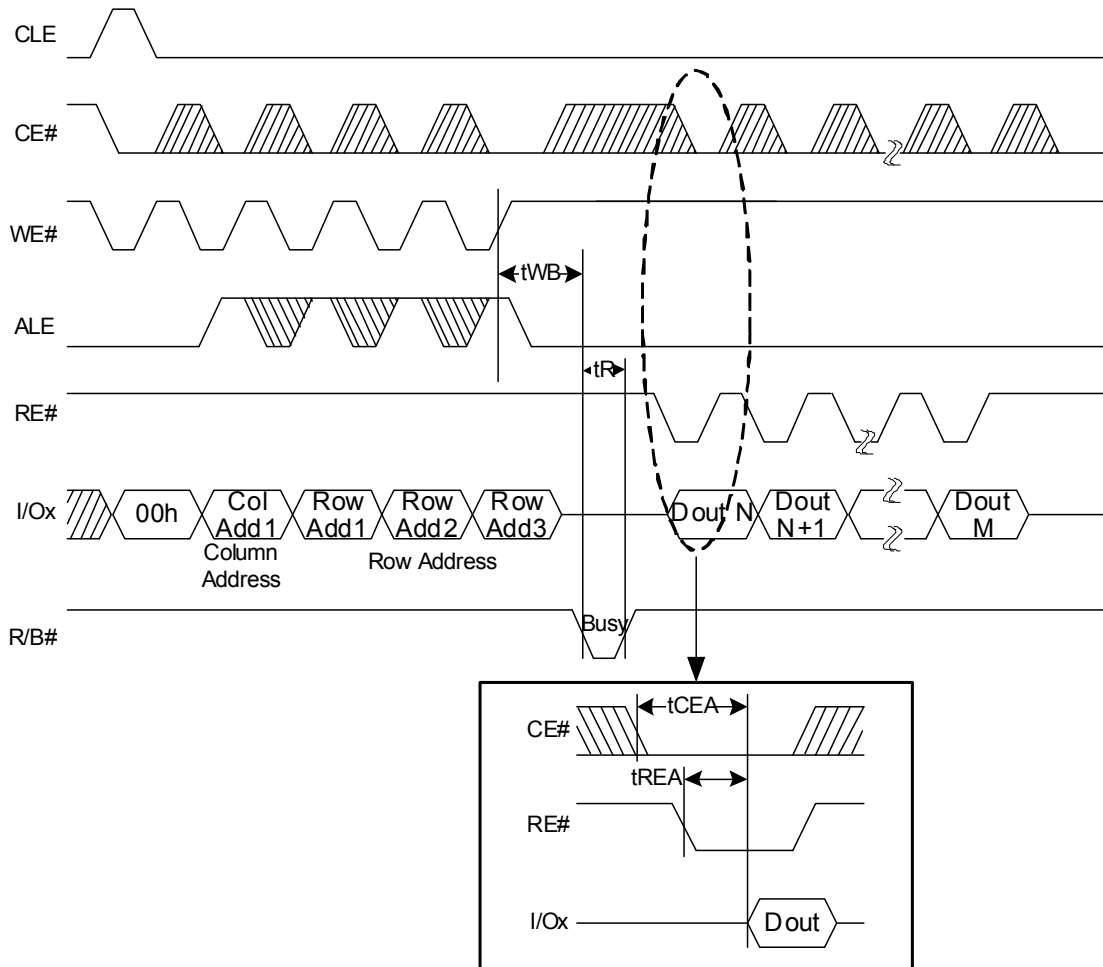 CLE
CE#
WE#
tWB
ALE
tR
RE#
I/Ox
00h
Col Add1
Row Add1
Row Add2
Row Add3
Dout N
Dout N+1
Dout M
Column Address
Row Address
R/B#
Busy
CE#
tCEA
tREA
RE#
I/Ox
Dout